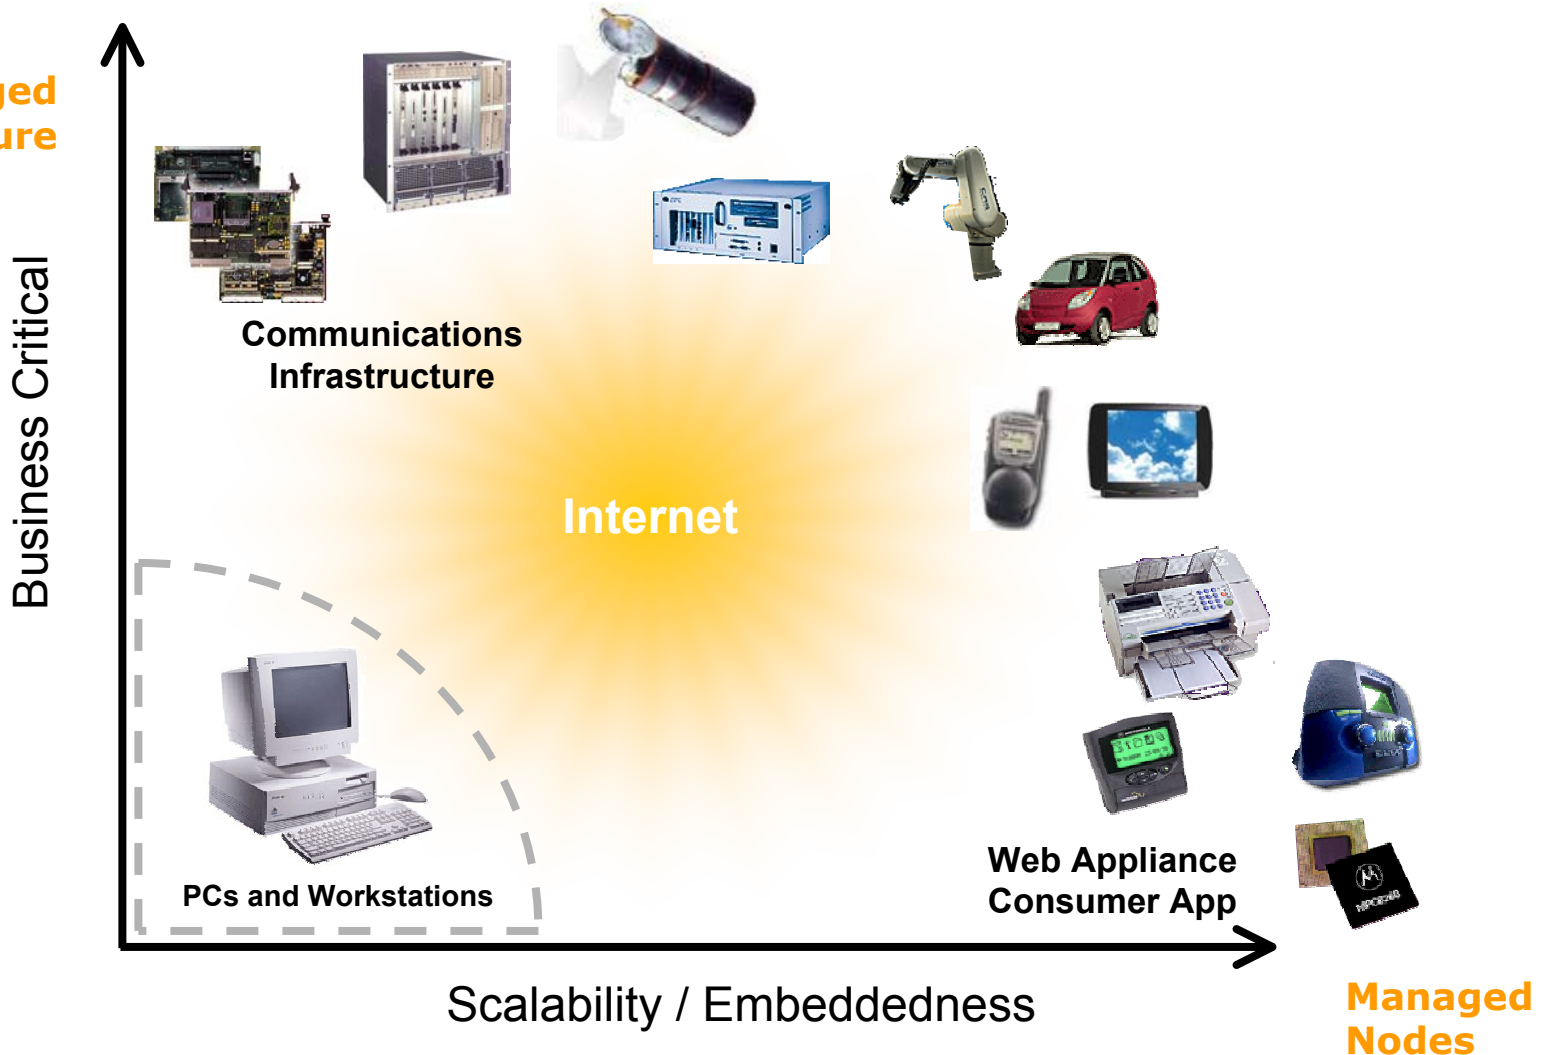 ged
ure
Business Critical
Communications
Infrastructure
Internet
PCs and Workstations
Web Appliance
Consumer App
Scalability / Embeddedness
Managed
Nodes